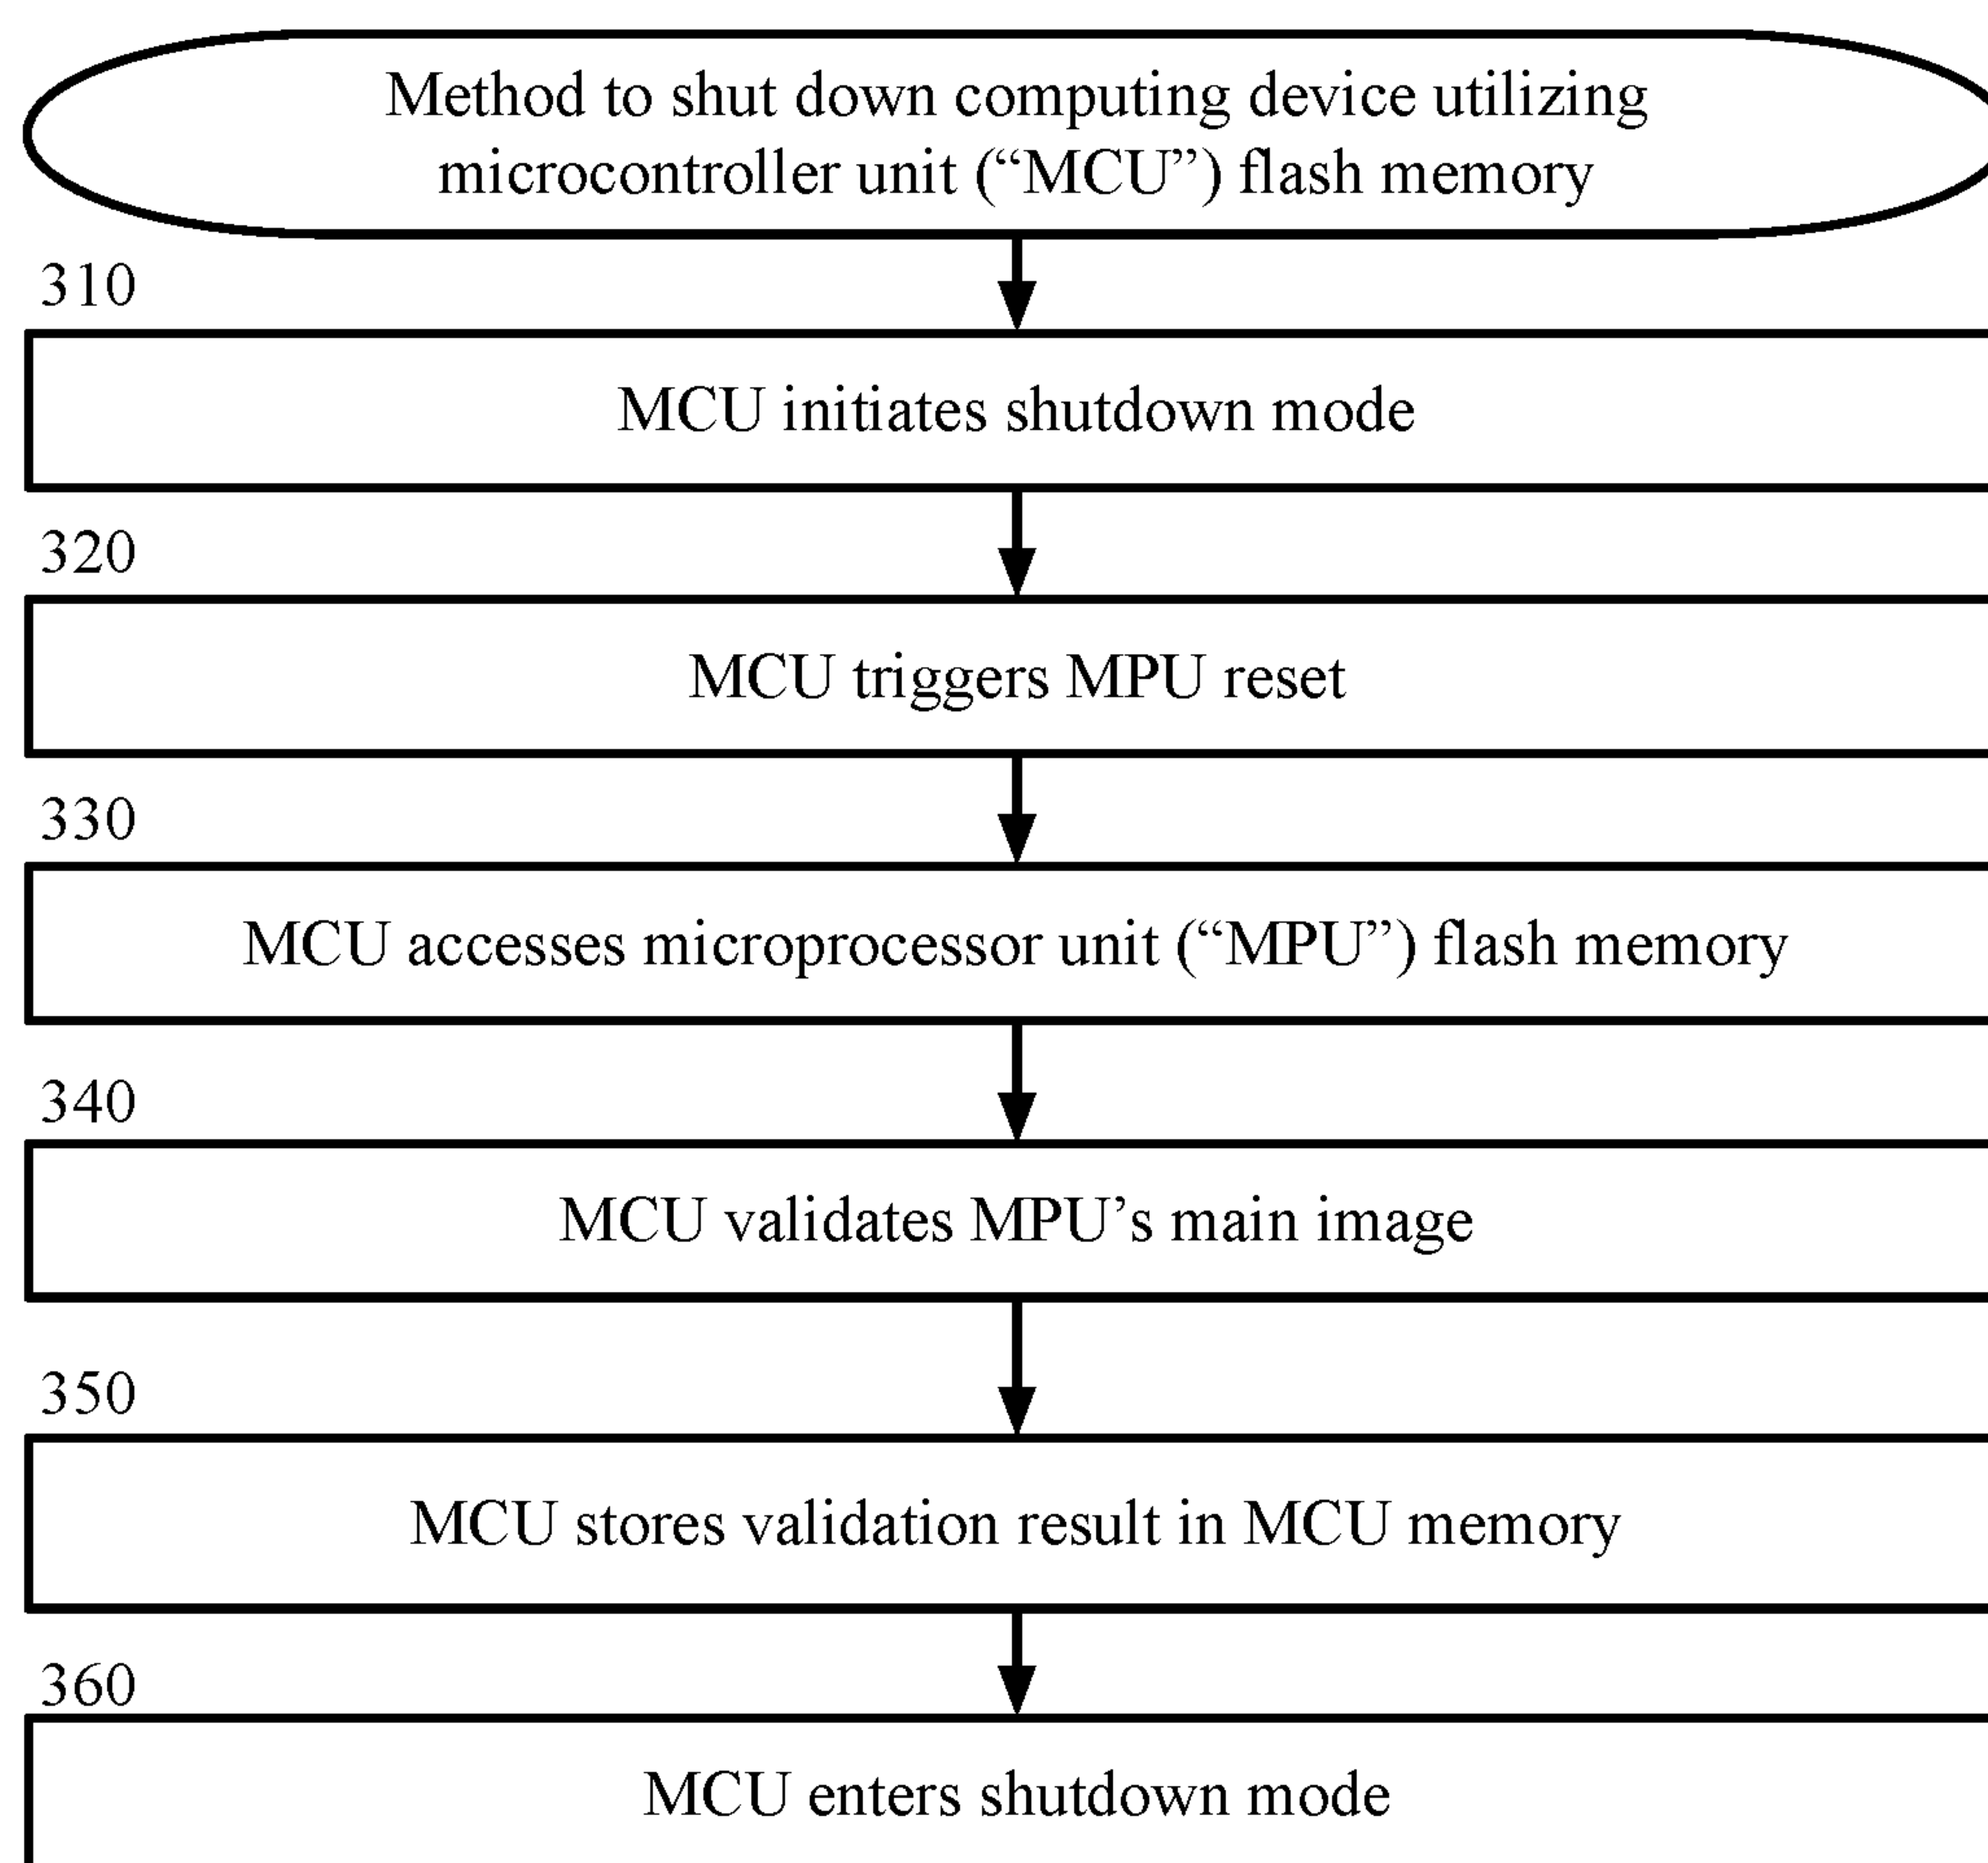 Method to shut down computing device utilizing
microcontroller unit (“MCU”) flash memory
310
MCU initiates shutdown mode
320
MCU triggers MPU reset
330
MCU accesses microprocessor unit (“MPU”) flash memory
340
MCU validates MPU’s main image
350
MCU stores validation result in MCU memory
360
MCU enters shutdown mode